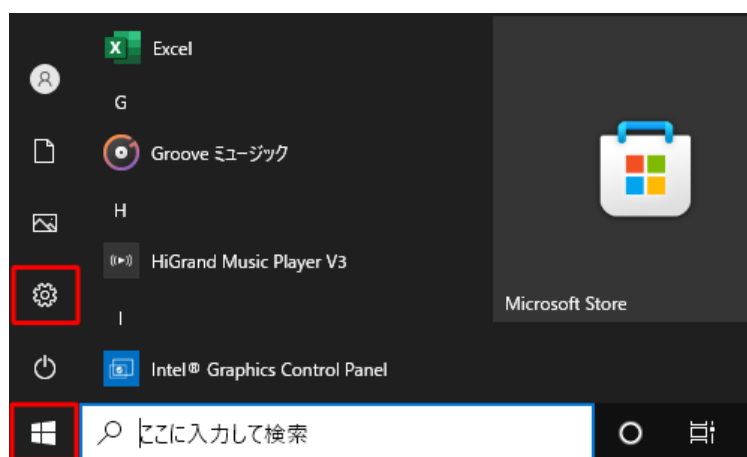 Excel
G
Groove ミュージック
H
HiGrand Music Player V3
Microsoft Store
I
Intel® Graphics Control Panel
ここに入力して検索